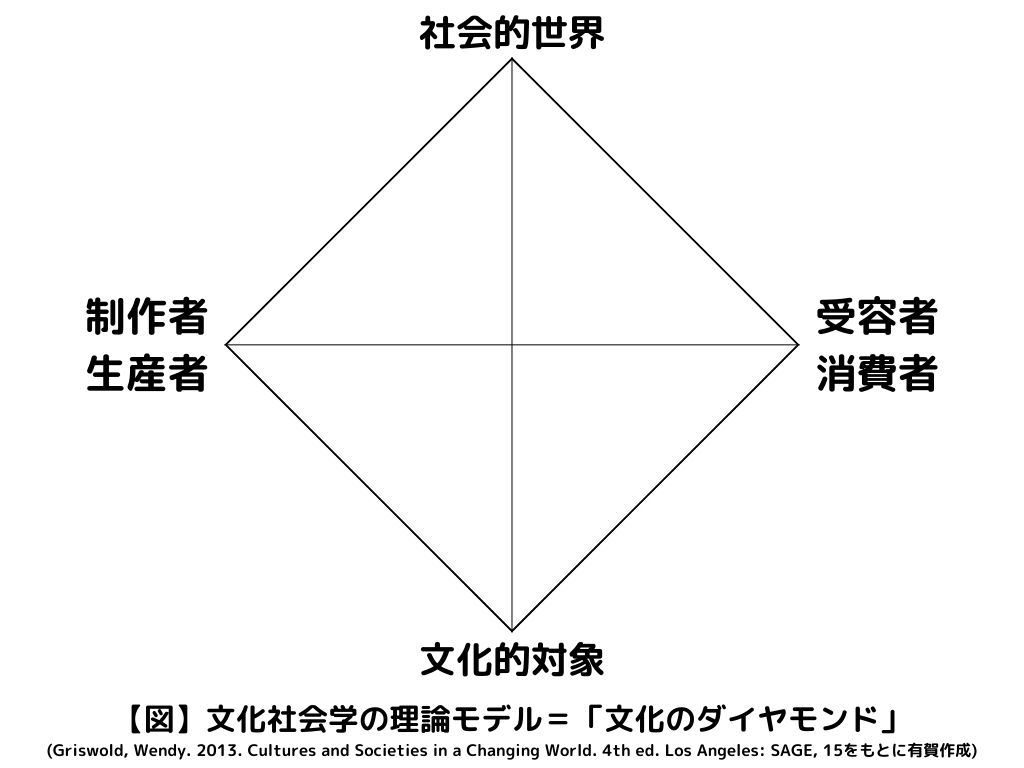 社会的世界
制作者
生産者
受容者
消費者
文化的対象
【図】文化社会学の理論モデル＝「文化のダイヤモンド」
(Griswold, Wendy. 2013. Cultures and Societies in a Changing World. 4th ed. Los Angeles: SAGE, 15をもとに有賀作成)